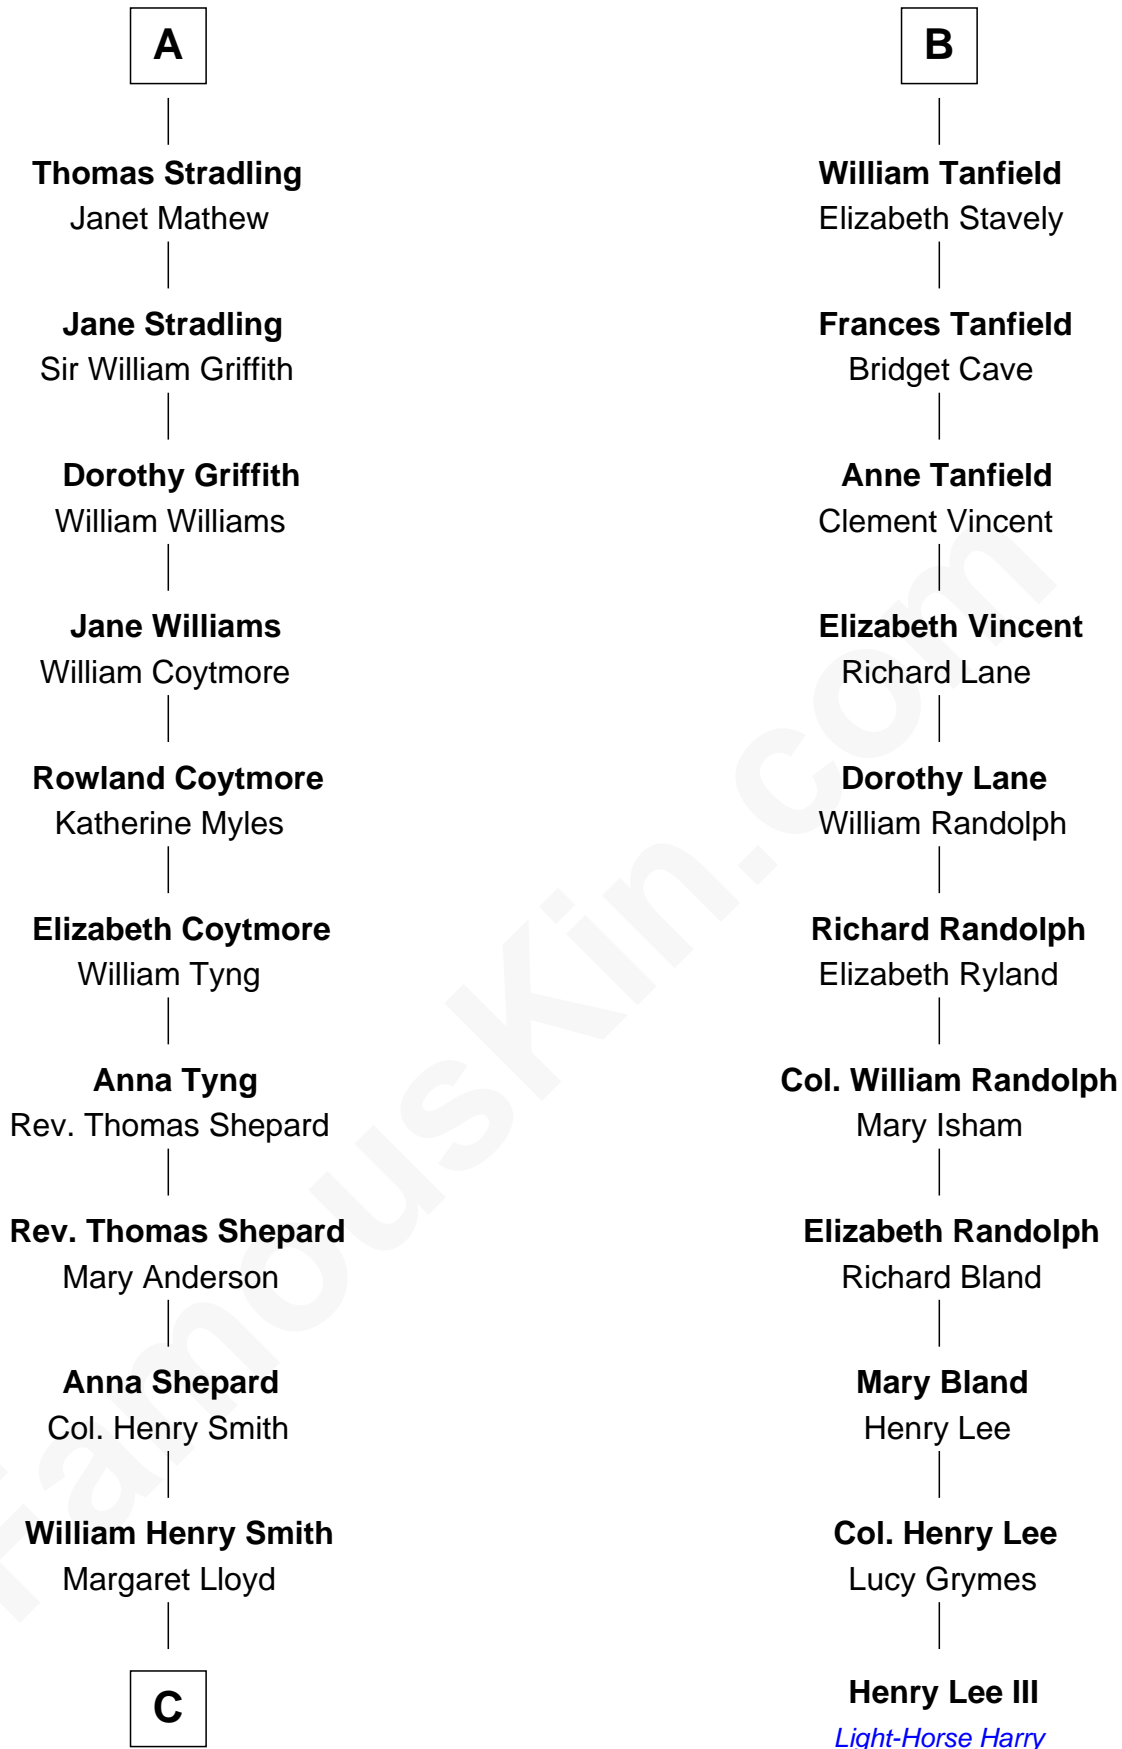 A
Thomas Stradling
Janet Mathew
Jane Stradling
Sir William Griffith
Dorothy Griffith
William Williams
Jane Williams
William Coytmore
Rowland Coytmore
Katherine Myles
Elizabeth Coytmore
William Tyng
Anna Tyng
Rev. Thomas Shepard
Rev. Thomas Shepard
Mary Anderson
Anna Shepard
Col. Henry Smith
William Henry Smith
Margaret Lloyd
C
B
William Tanfield
Elizabeth Stavely
Frances Tanfield
Bridget Cave
Anne Tanfield
Clement Vincent
Elizabeth Vincent
Richard Lane
Dorothy Lane
William Randolph
Richard Randolph
Elizabeth Ryland
Col. William Randolph
Mary Isham
Elizabeth Randolph
Richard Bland
Mary Bland
Henry Lee
Col. Henry Lee
Lucy Grymes
Henry Lee III
Light-Horse Harry
FamousKin.com